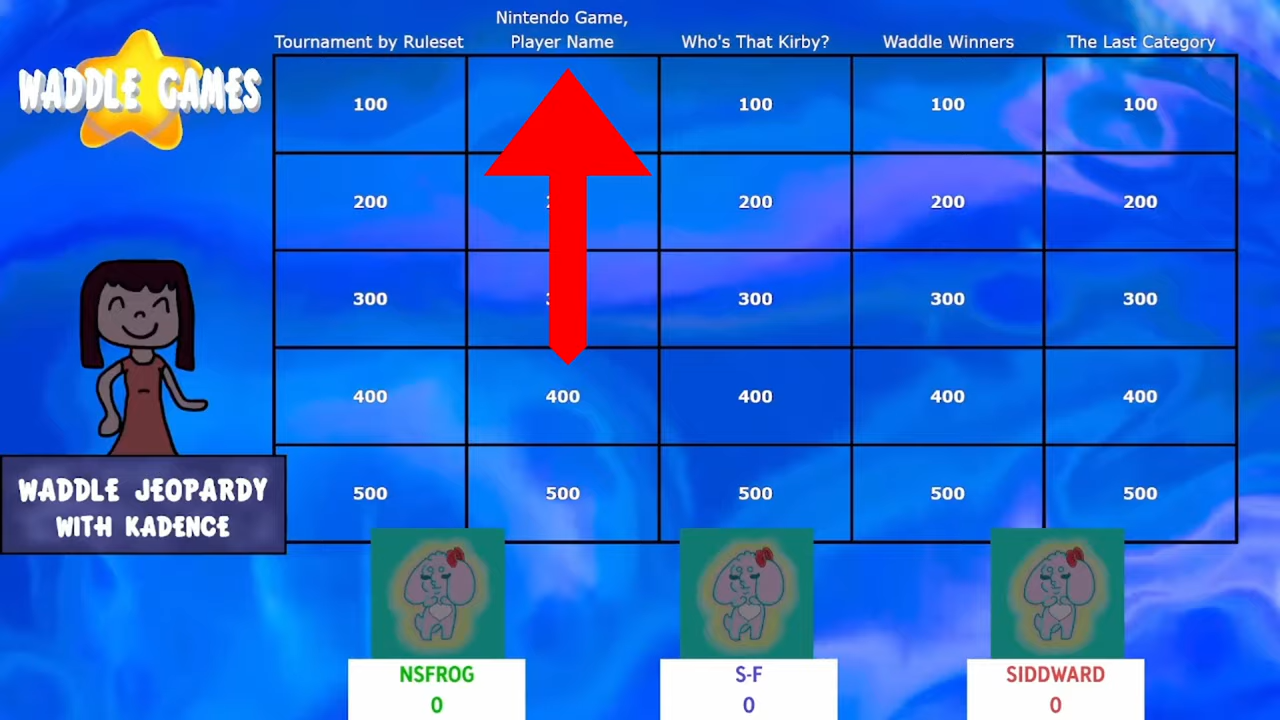 WADDLE GAMES
Tournament by Ruleset
Nintendo Game,
Player Name
Who's That Kirby?
Waddle Winners
The Last Category
100 100 100 100
200 200 200 200
300 300 300 300
400 400 400 400 400
500 500 500 500 500
WADDLE JEOPARDY
WITH KADENCE
NSFROG
0
S-F
0
SIDDWARD
0